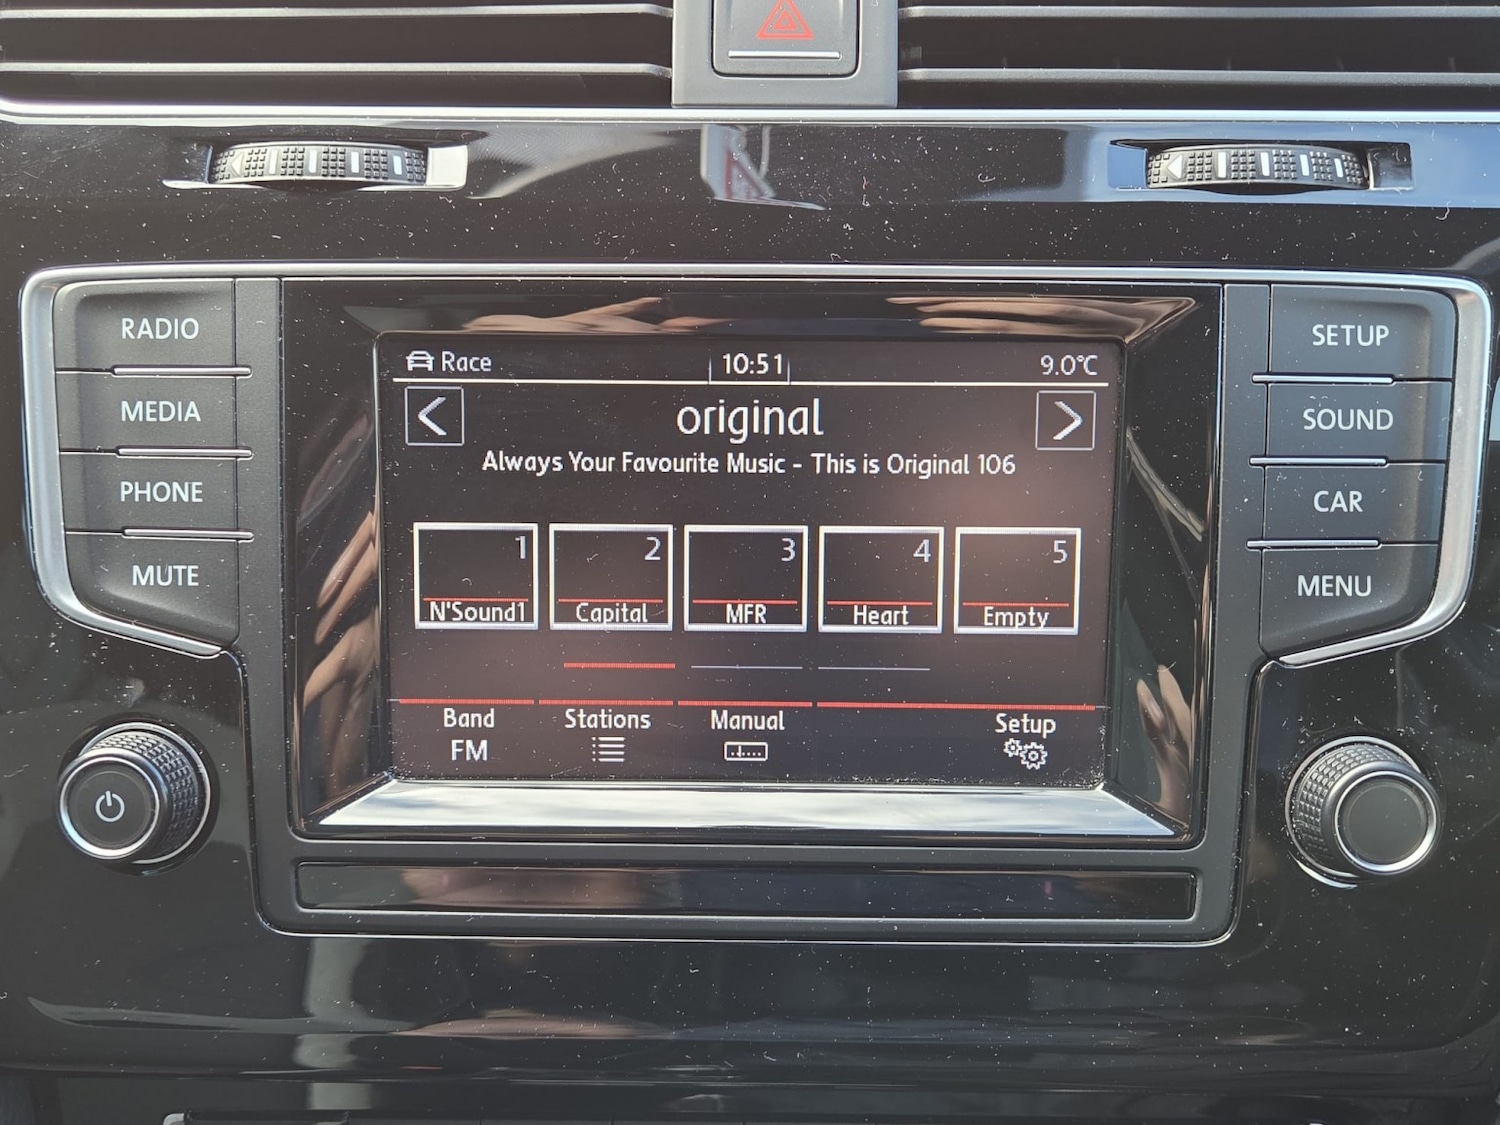 RADIO
MEDIA
PHONE
MUTE
Race
10:51
9.0°C
original
Always Your Favourite Music - This is Original 106
1
2
3
4
5
N'Sound1
Capital
MFR
Heart
Empty
Band
Stations
Manual
Setup
FM
SETUP
SOUND
CAR
MENU